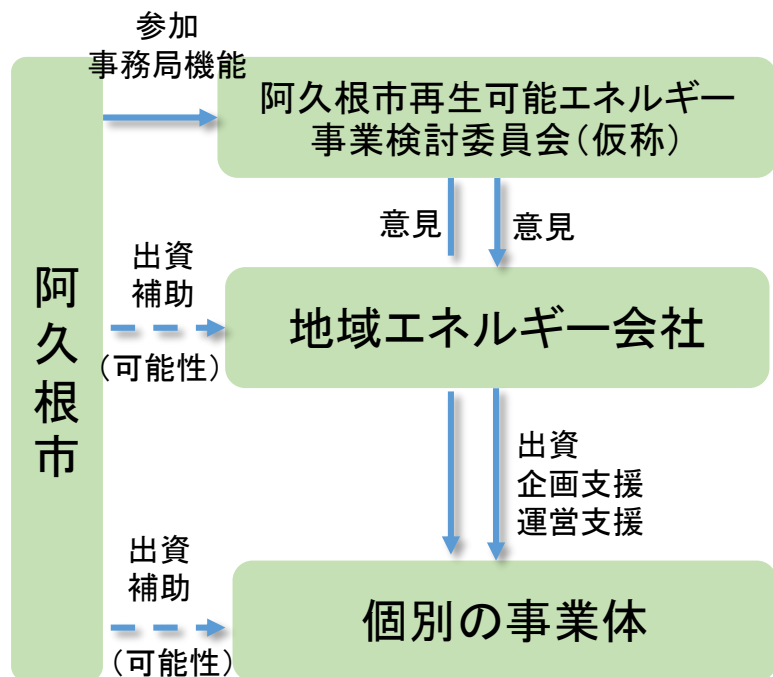 参加
事務局機能
阿久根市再生可能エネルギー
事業検討委員会（仮称）
意見
意見
阿久根市
出資
補助
（可能性）
地域エネルギー会社
出資
企画支援
運営支援
出資
補助
（可能性）
個別の事業体